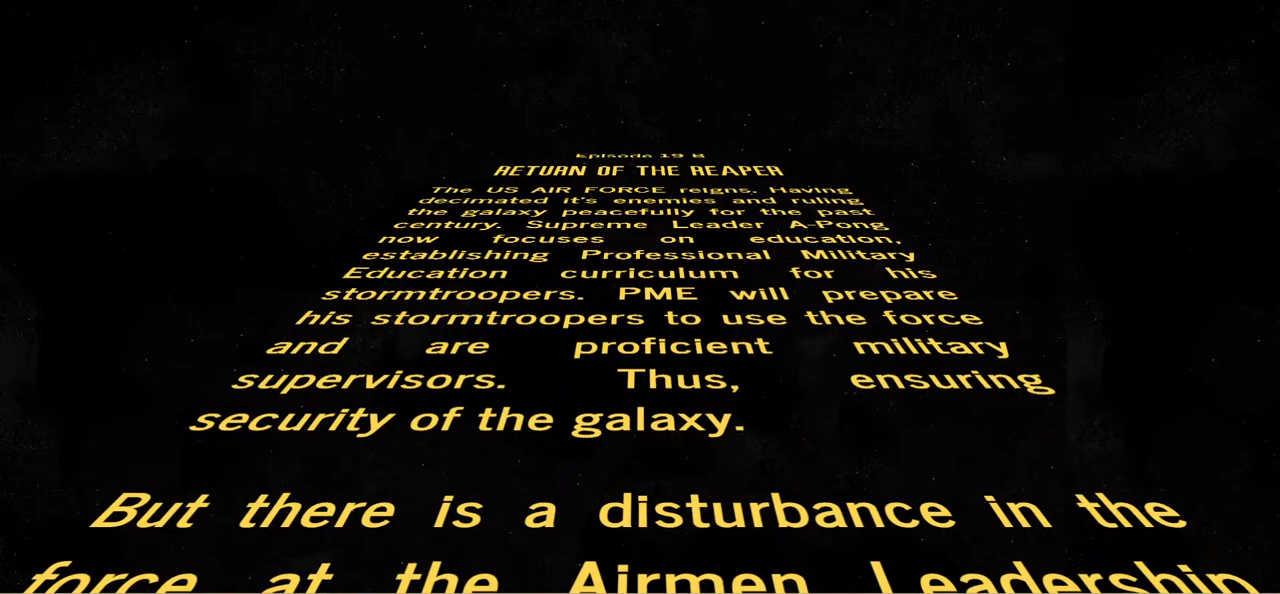 Episode 19 B
RETURN OF THE REAPER
The US AIR FORCE reigns. Having
decimated it's enemies and ruling
the galaxy peacefully for the past
century. Supreme Leader A-Pong
now focuses on education,
establishing Professional Military
Education curriculum for his
stormtroopers. PME will prepare
his stormtroopers to use the force
and are proficient military
supervisors. Thus, ensuring
security of the galaxy.
But there is a disturbance in the
force at the Airmen Leadership